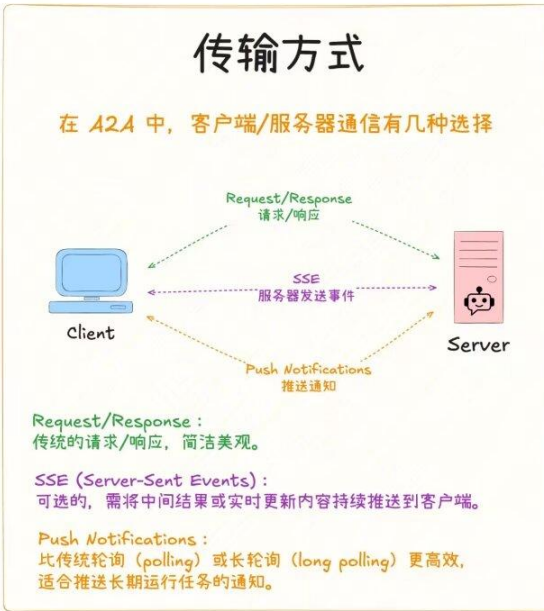 传输方式
在 A2A 中，客户端/服务器通信有几种选择
Request/Response
请求/响应
SSE
服务器发送事件
Client
Server
Push Notifications
推送通知
Request/Response：
传统的请求/响应，简洁美观。
SSE (Server-Sent Events)：
可选的，需将中间结果或实时更新内容持续推送到客户端。
Push Notifications：
比传统轮询（polling）或长轮询（long polling）更高效，
适合推送长期运行任务的通知。